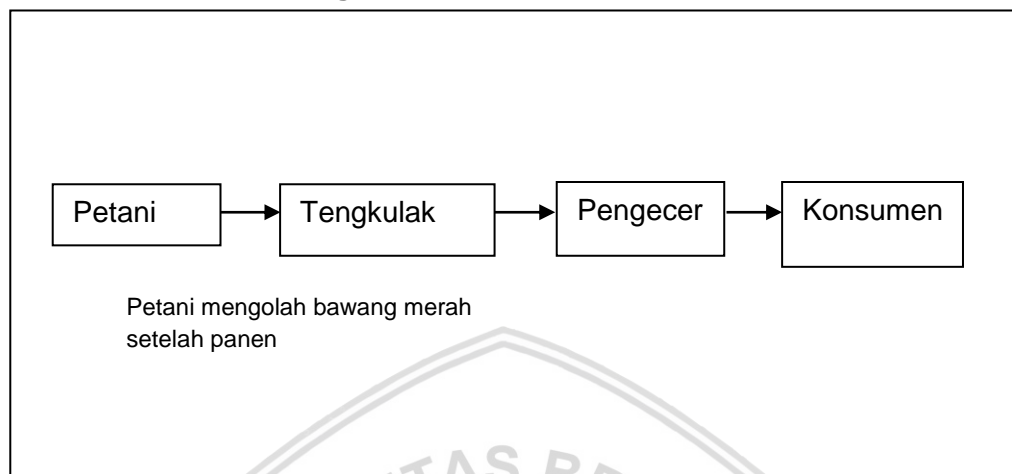 Petani
Tengkulak
Pengecer
Konsumen
Petani mengolah bawang merah
setelah panen